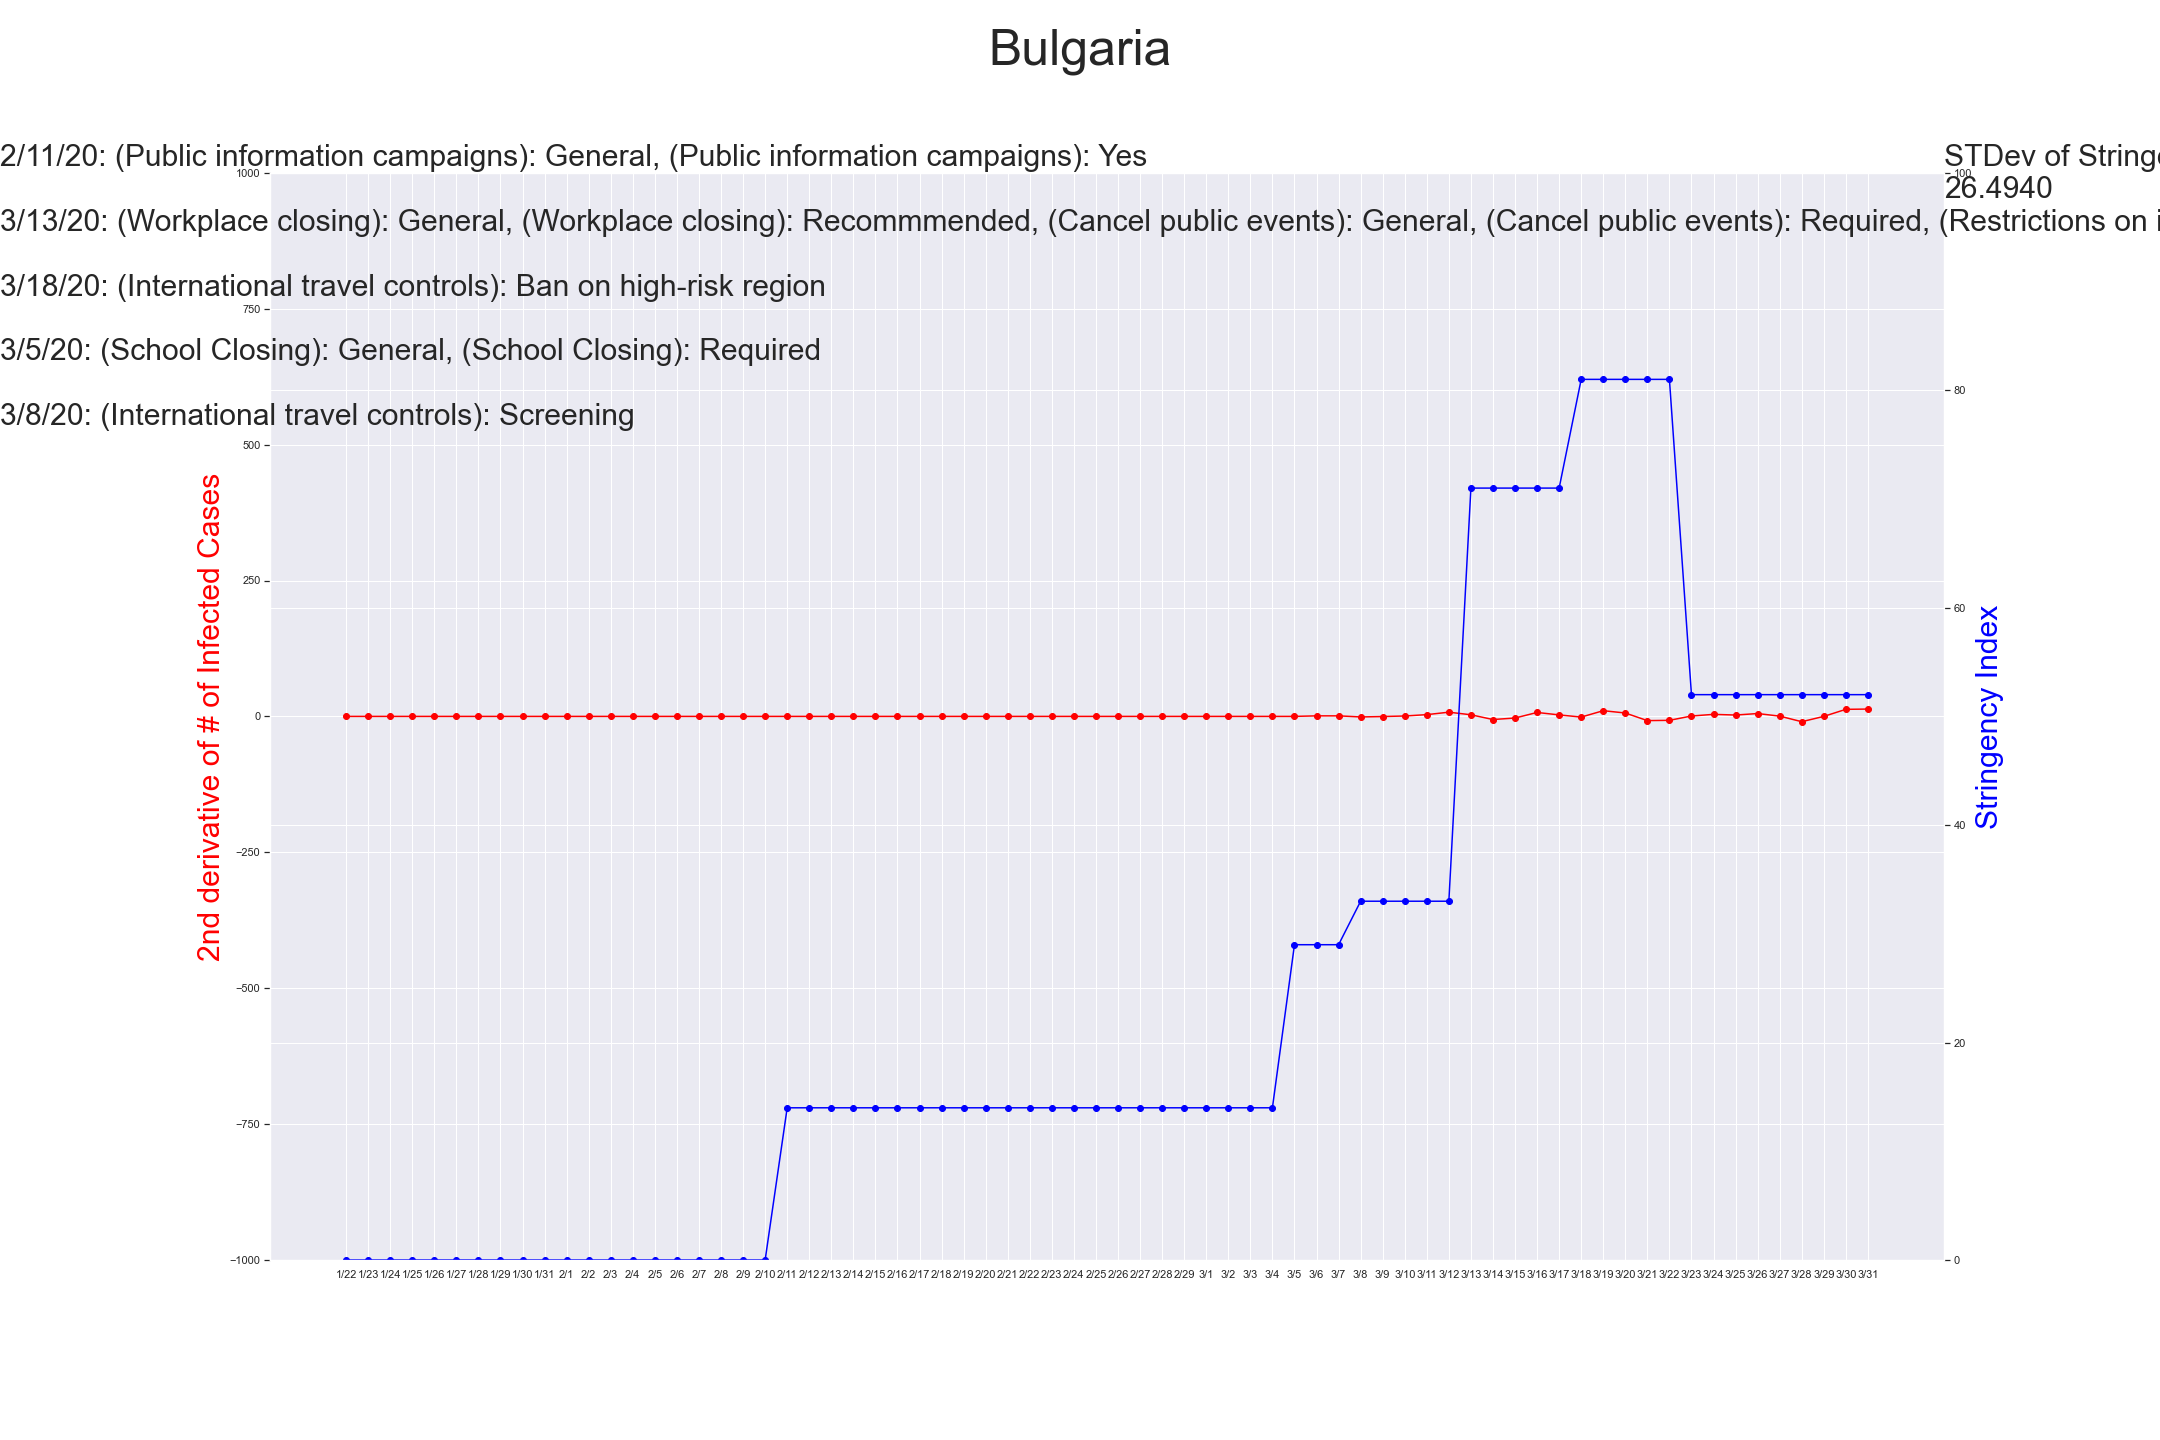 Bulgaria
2/11/20: (Public information campaigns): General, (Public information campaigns): Yes
STDev of
26.4940
3/13/20: (Workplace closing): General, (Workplace closing): Recommmended, (Cancel public events): General, (Cancel public events): Required, (Restrictions on
3/18/20: (International travel controls): Ban on high-risk region
3/5/20: (School Closing): General, (School Closing): Required
3/8/20: (International travel controls): Screening
1000
750
500
250
0
−250
−500
−750
−1000
2nd derivative of # of Infected Cases
100
80
60
40
20
0
Stringency Index
1/22 1/23 1/24 1/25 1/26 1/27 1/28 1/29 1/30 1/31 2/1 2/2 2/3 2/4 2/5 2/6 2/7 2/8 2/9 2/10 2/11 2/12 2/13 2/14 2/15 2/16 2/17 2/18 2/19 2/20 2/21 2/22 2/23 2/24 2/25 2/26 2/27 2/28 2/29 3/1 3/2 3/3 3/4 3/5 3/6 3/7 3/8 3/9 3/10 3/11 3/12 3/13 3/14 3/15 3/16 3/17 3/18 3/19 3/20 3/21 3/22 3/23 3/24 3/25 3/26 3/27 3/28 3/29 3/30 3/31